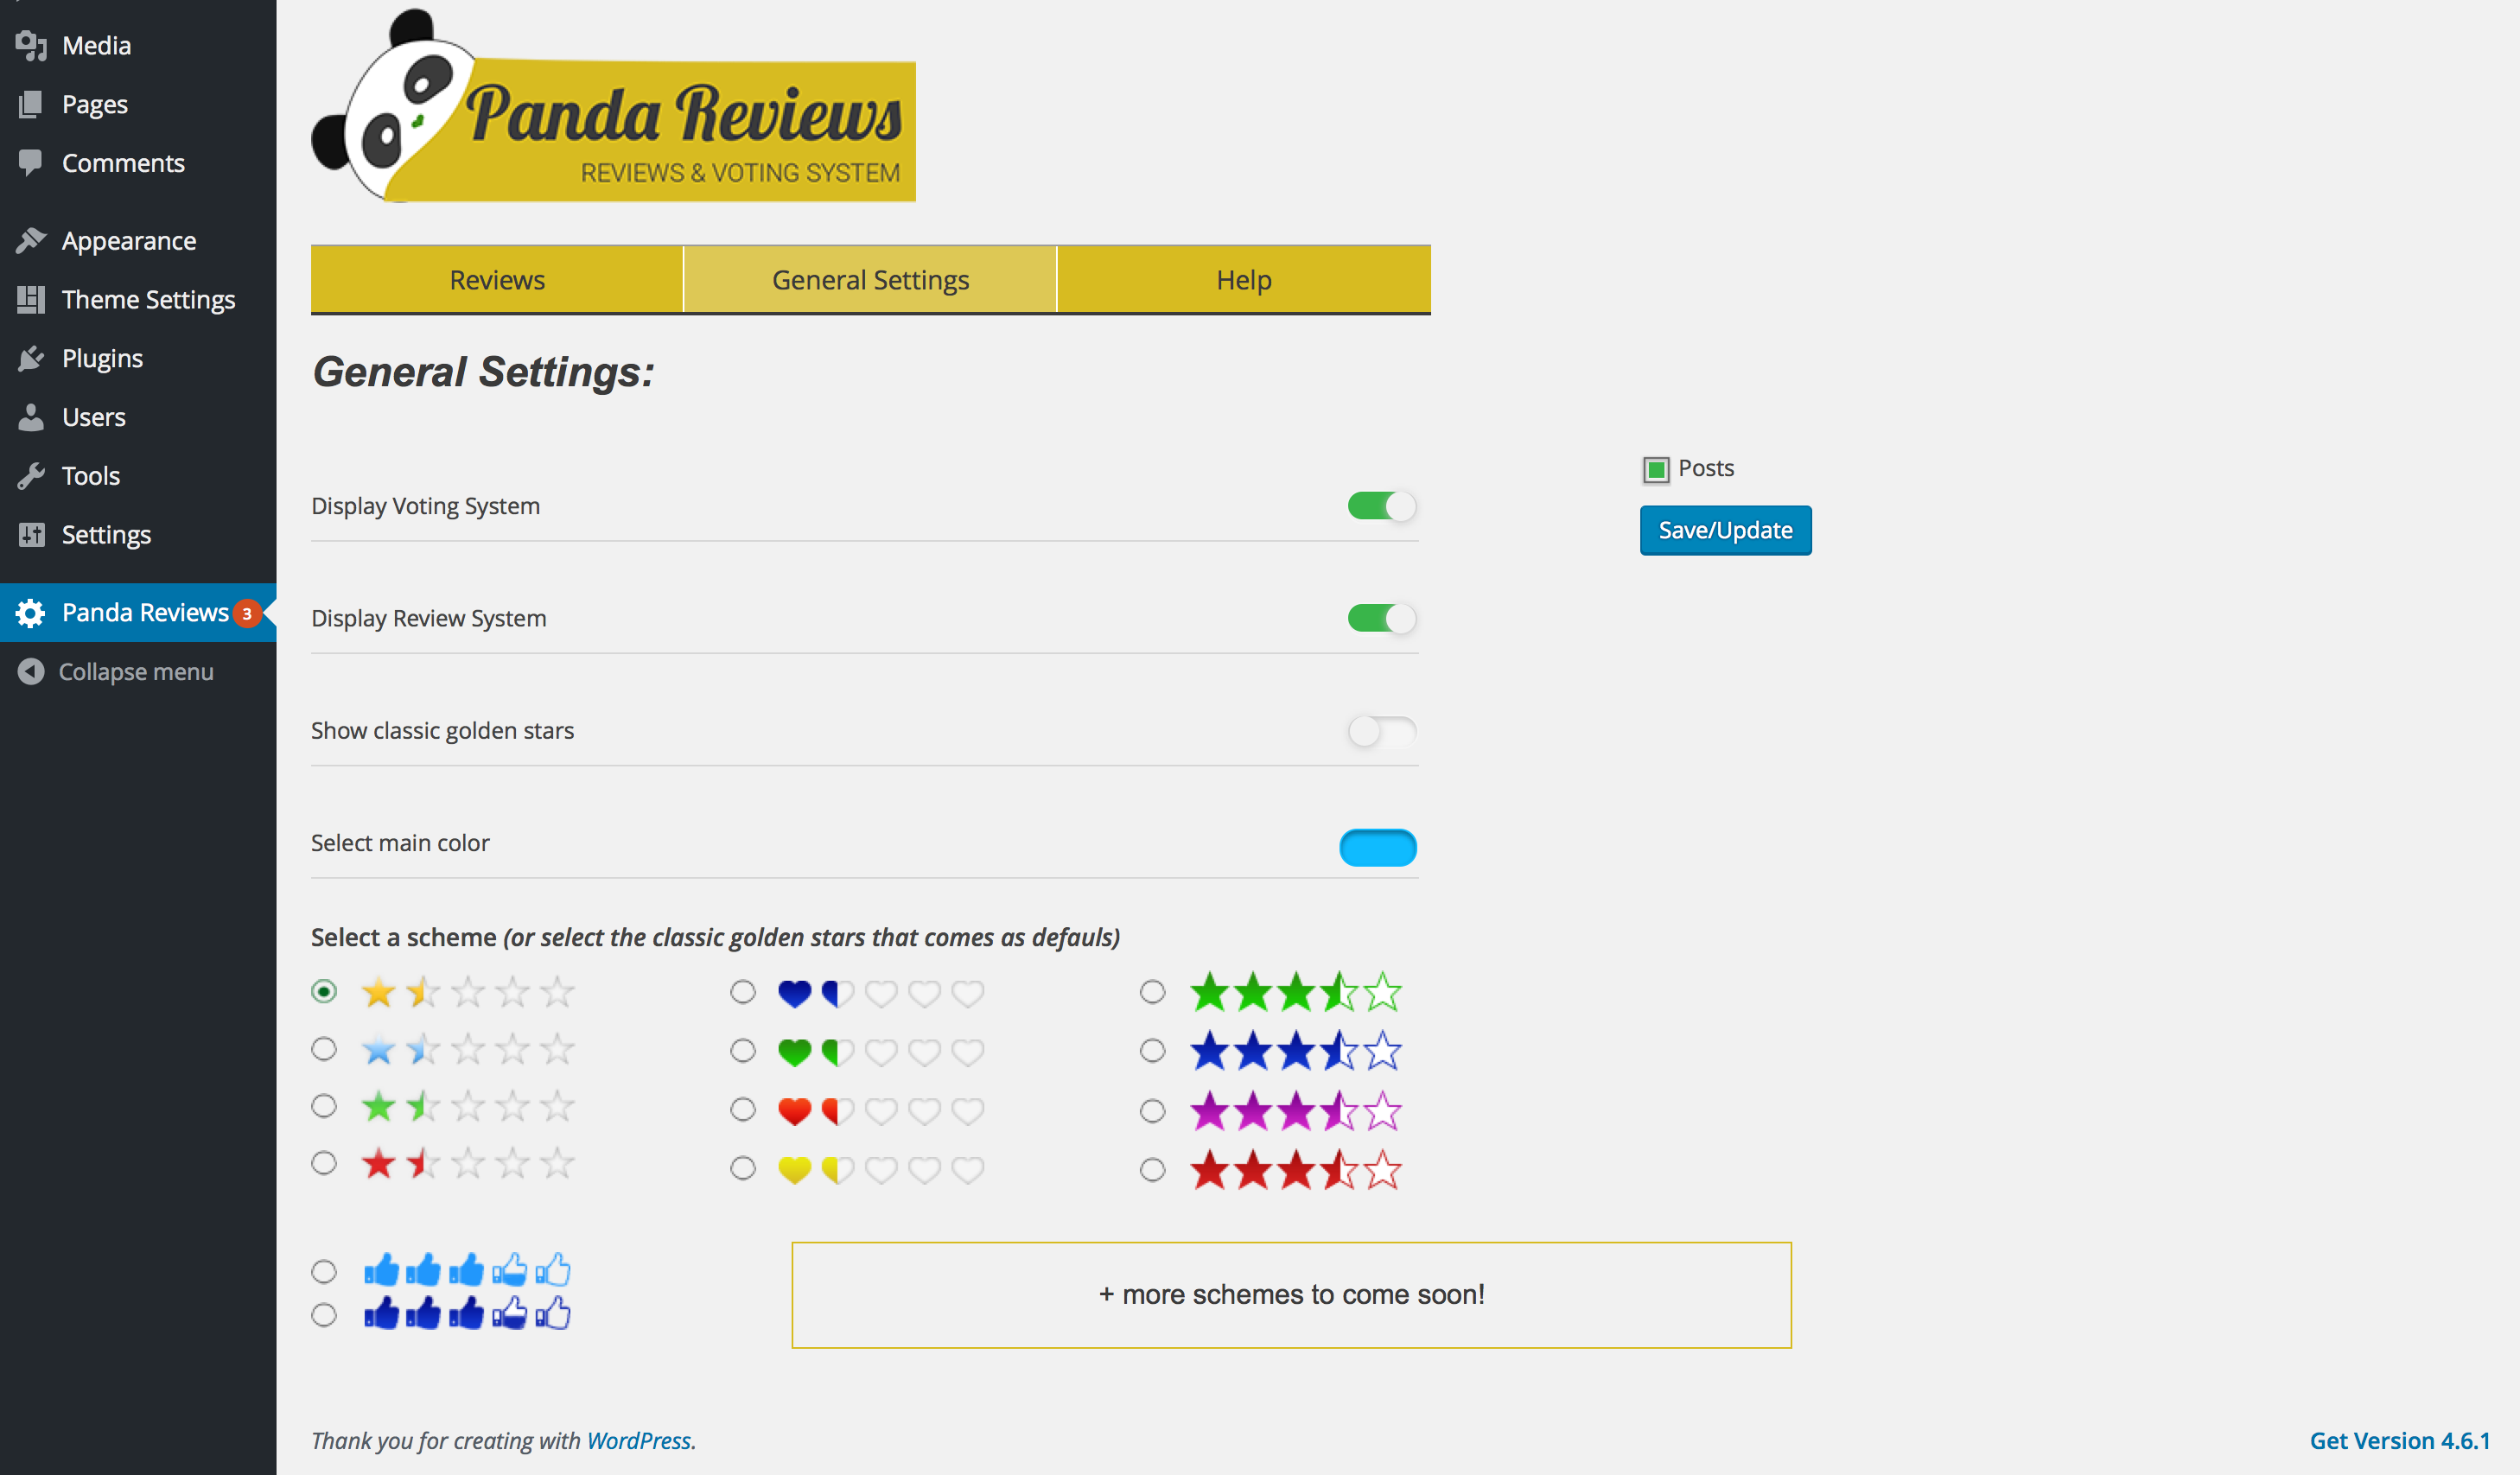 Media
Pages
Comments
Appearance
Theme Settings
Plugins
Users
Tools
Settings
Panda Reviews 3
Collapse menu
Panda Reviews
REVIEWS & VOTING SYSTEM
Reviews General Settings Help
General Settings:
Posts
Display Voting System
Save/Update
Display Review System
Show classic golden stars
Select main color
Select a scheme (or select the classic golden stars that comes as defauls)
+ more schemes to come soon!
Thank you for creating with WordPress.
Get Version 4.6.1